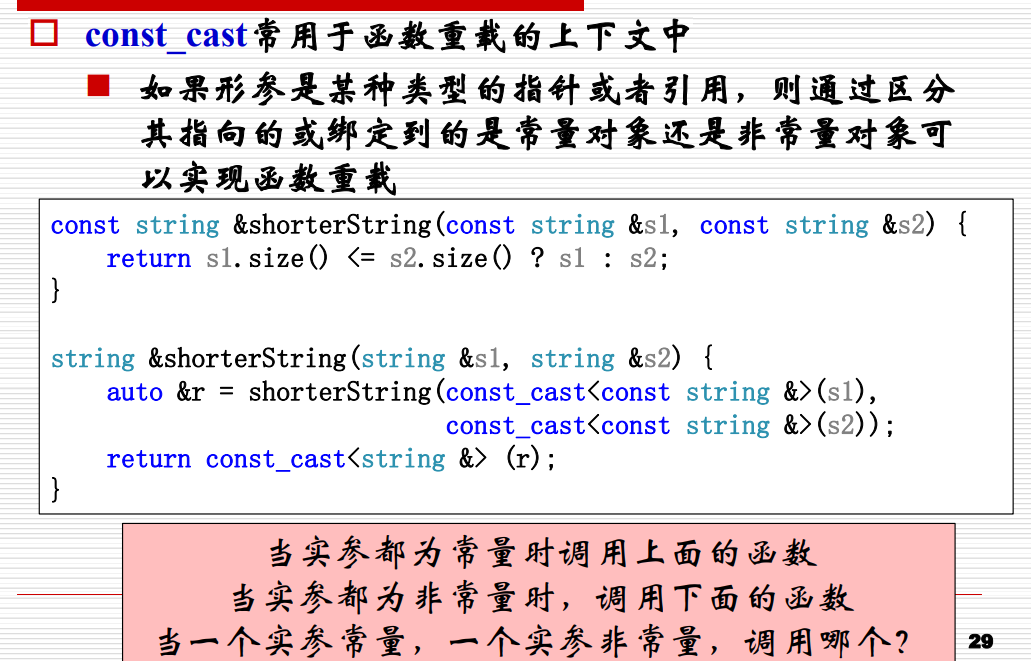 const_cast常用于函数重载的上下文中
如果形参是某种类型的指针或者引用，则通过区分
其指向的或绑定到的是常量对象还是非常量对象可
以实现函数重载
const string &shorterString(const string &s1, const string &s2) {
    return s1.size() <= s2.size() ? s1 : s2;
}
string &shorterString(string &s1, string &s2) {
    auto &r = shorterString(const_cast<const string &>(s1),
                            const_cast<const string &>(s2));
    return const_cast<string &> (r);
}
当实参都为常量时调用上面的函数
当实参都为非常量时，调用下面的函数
当一个实参常量，一个实参非常量，调用哪个？
29